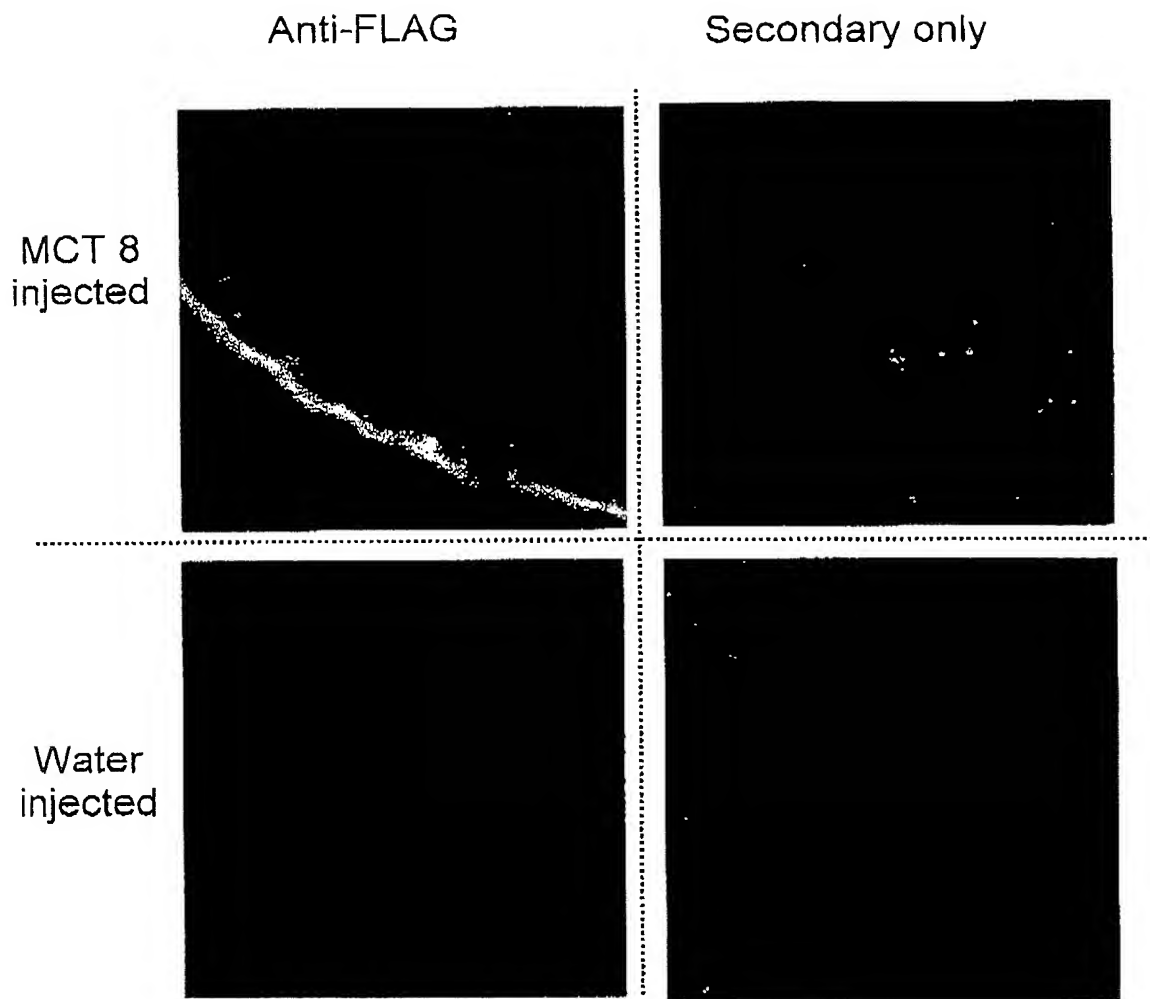 Anti-FLAG
Secondary only
MCT 8
injected
Water
injected